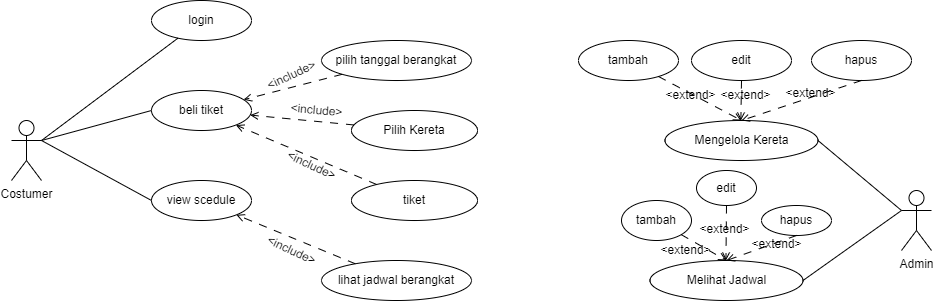 login
pilih tanggal berangkat
<include>
beli tiket
<include>
Pilih Kereta
<include>
Costumer
view scedule
tiket
<include>
lihat jadwal berangkat
tambah
edit
hapus
<extend>
<extend>
<extend>
Mengelola Kereta
edit
tambah
hapus
<extend>
<extend>
<extend>
Admin
Melihat Jadwal